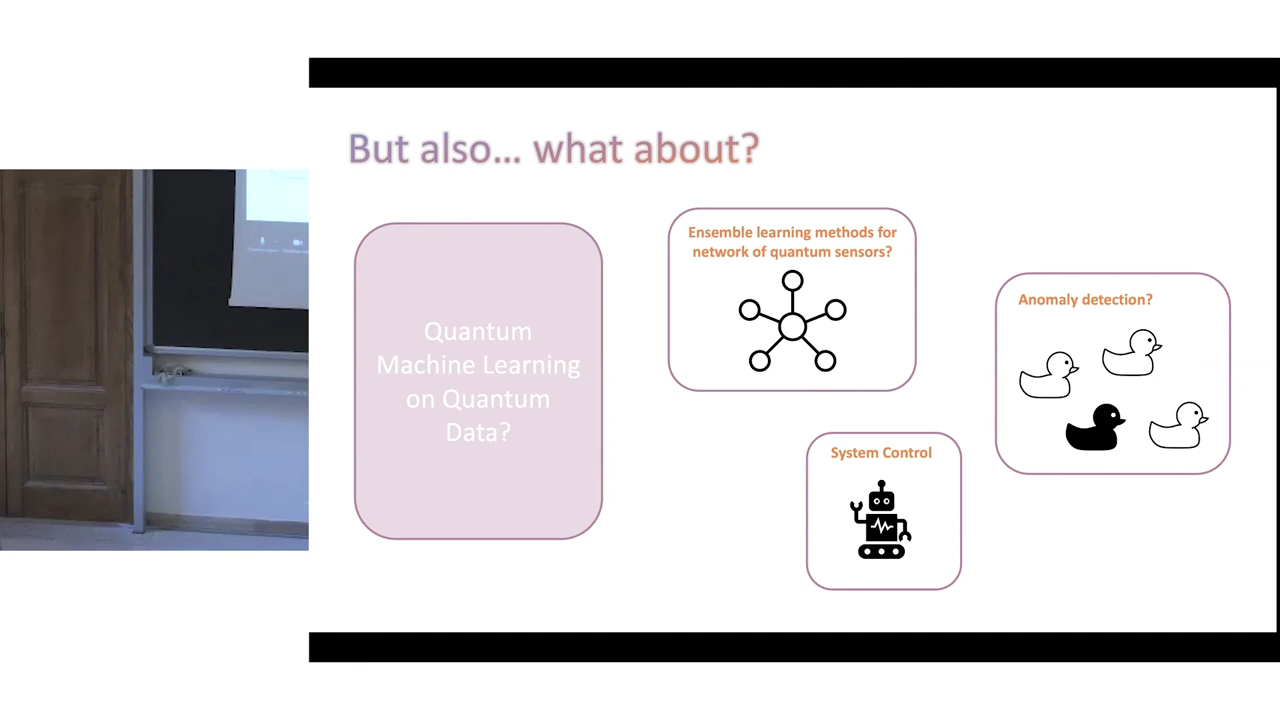 But also... what about?
Quantum
Machine Learning
on Quantum
Data?
Ensemble learning methods for
network of quantum sensors?
Anomaly detection?
System Control